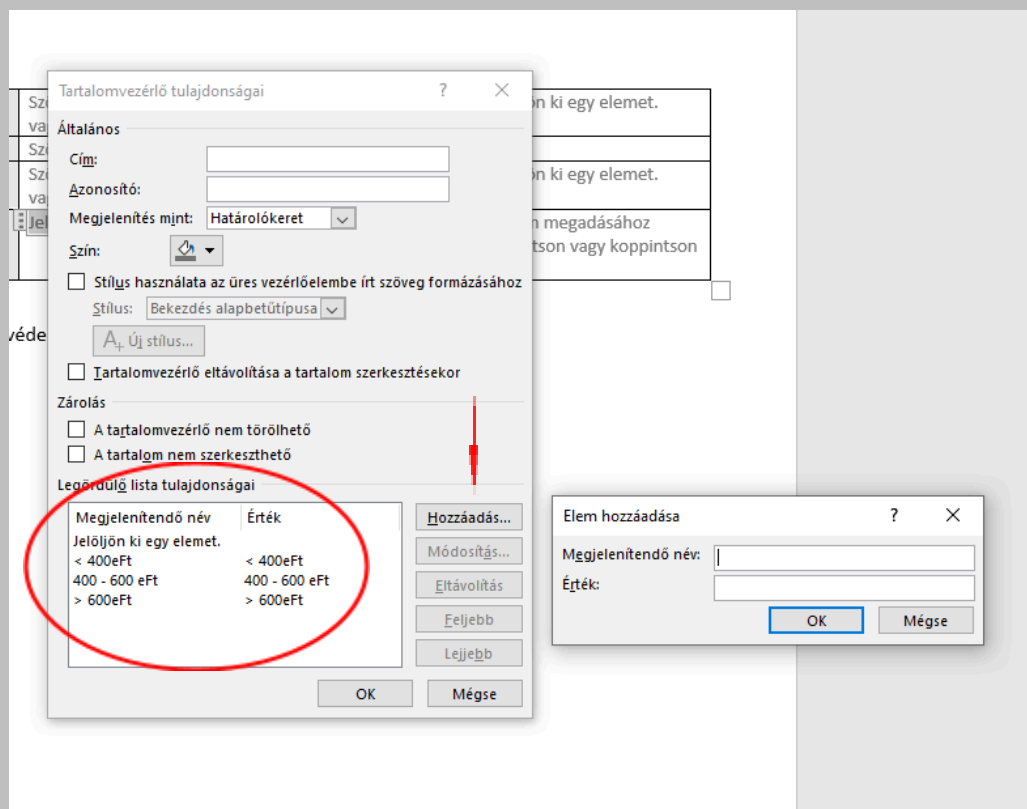 Tartalomvezérlő tulajdonságai ?
Általános
Cím:
Azonosító:
Megjelenítés mint: Határolókeret
Szín:
Stílus használata az üres vezérlőelembe írt szöveg formázásához
Stílus: Bekezdés alapbetűtípusa
A+ Új stílus...
Tartalomvezérlő eltávolítása a tartalom szerkesztésekor
Zárolás
A tartalomvezérlő nem törölhető
A tartalom nem szerkeszthető
Legördülő lista tulajdonságai
Megjelenítendő név Érték
Jelöljön ki egy elemet.
< 400eFt < 400eFt
400 - 600 eFt 400 - 600 eFt
> 600eFt > 600eFt
Hozzáadás...
Módosítás...
Eltávolítás
Feljebb
Lejjebb
OK Mégse
Elem hozzáadása ?
Megjelenítendő név:
Érték:
OK Mégse
ki egy elemet.
ki egy elemet.
megadásához
vagy koppintson